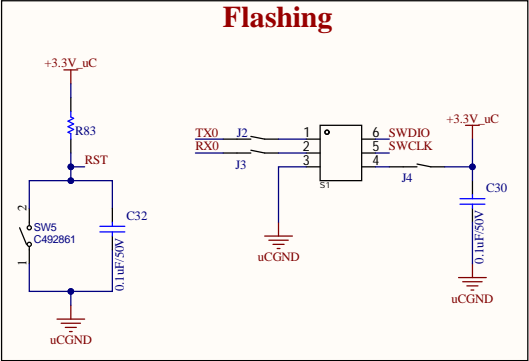 Flashing
+3.3V_uC
R83
RST
2
SW5
C492861
1
C32
0.1uF/50V
uCGND
TX0 J2 1
RX0 2
J3 3
6 SWDIO
5 SWCLK
4
S1
J4
+3.3V_uC
C30
0.1uF/50V
uCGND
uCGND